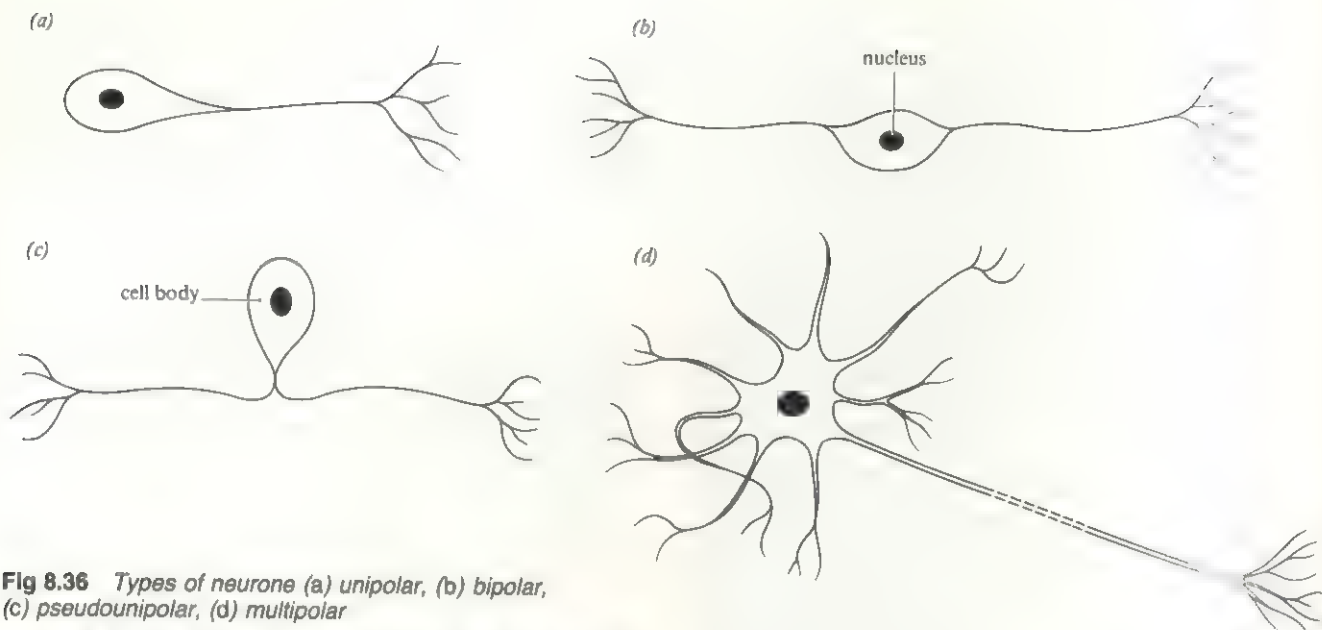 (a)
(b)
nucleus
(c)
cell body
(d)
Fig 8.36 Types of neurone (a) unipolar, (b) bipolar,
(c) pseudounipolar, (d) multipolar